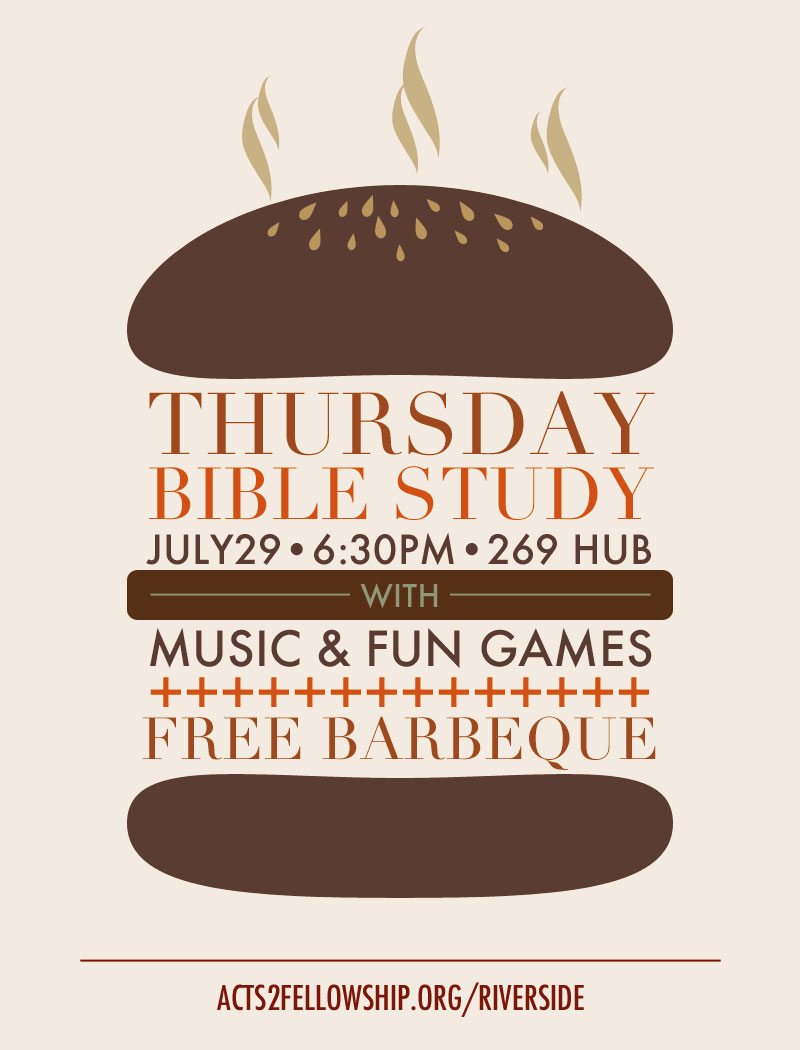 THURSDAY
BIBLE STUDY
JULY29 • 6:30PM • 269 HUB
WITH
MUSIC & FUN GAMES
++++++++++++++
FREE BARBEQUE
ACTS2FELLOWSHIP.ORG/RIVERSIDE